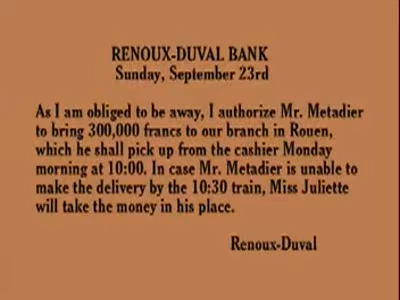 RENOUX-DUVAL BANK
Sunday, September 23rd
As I am obliged to be away, I authorize Mr. Metadier
to bring 300,000 francs to our branch in Rouen,
which he shall pick up from the cashier Monday
morning at 10:00. In case Mr. Metadier is unable to
make the delivery by the 10:30 train, Miss Juliette
will take the money in his place.
Renoux-Duval